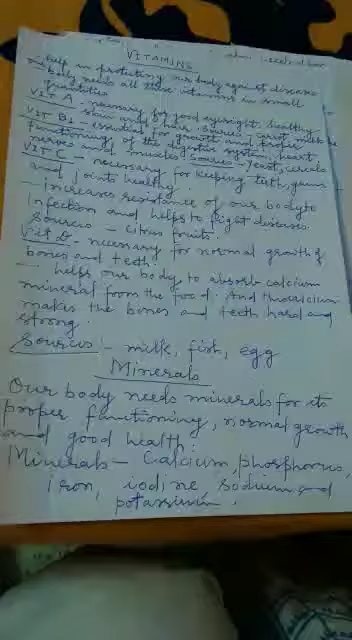 VITAMINS
- Help in protecting our body against diseases
- body needs all these vitamins in small
quantities
Vit A - necessary for good eyesight, healthy
skin and hair. Sources - carrot, milk
Vit B1 - essential for growth and proper
functioning of the digestive system, heart
nerves and muscles. Sources - yeast, cereals
Vit C - necessary for keeping teeth, gums
and joints healthy.
- Increases resistance of our body to
Infection and helps to fight diseases.
Sources - citrus fruits.
Vit D - necessary for normal growth of
bones and teeth.
- helps our body to absorb calcium
mineral from the food. And this calcium
makes the bones and teeth hard and
strong.
Sources - milk, fish, egg
Minerals
Our body needs minerals for its
proper functioning, normal growth
and good health.
Minerals - Calcium, phosphorus,
iron, iodine sodium and
potassium.